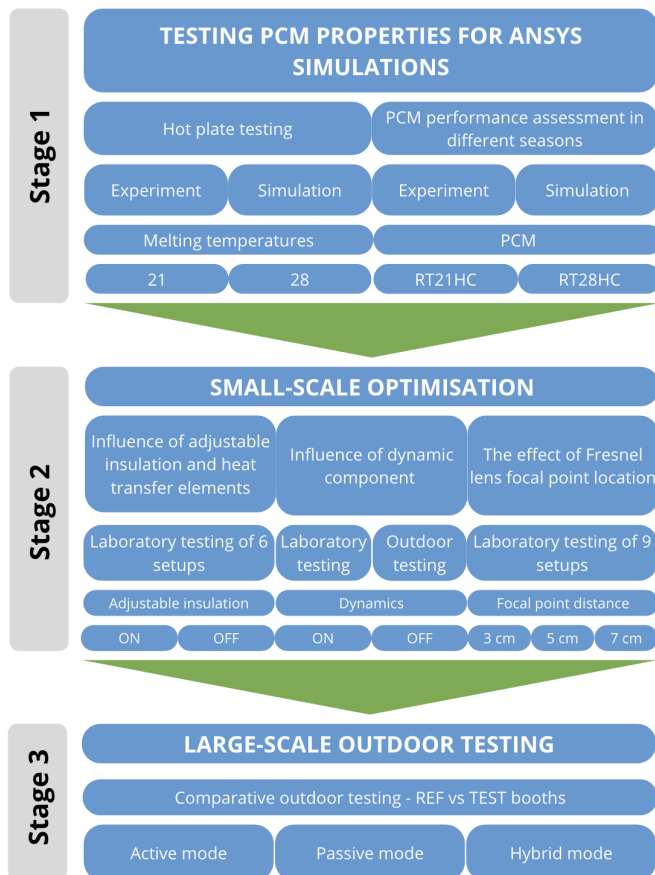 Stage 1
TESTING PCM PROPERTIES FOR ANSYS
SIMULATIONS
Hot plate testing
PCM performance assessment in
different seasons
Experiment
Simulation
Experiment
Simulation
Melting temperatures
PCM
21
28
RT21HC
RT28HC
Stage 2
SMALL-SCALE OPTIMISATION
Influence of adjustable
insulation and heat
transfer elements
Influence of dynamic
component
The effect of Fresnel
lens focal point location
Laboratory testing of 6
setups
Laboratory
testing
Outdoor
testing
Laboratory testing of 9
setups
Adjustable insulation
Dynamics
Focal point distance
ON
OFF
ON
OFF
3 cm
5 cm
7 cm
Stage 3
LARGE-SCALE OUTDOOR TESTING
Comparative outdoor testing - REF vs TEST booths
Active mode
Passive mode
Hybrid mode